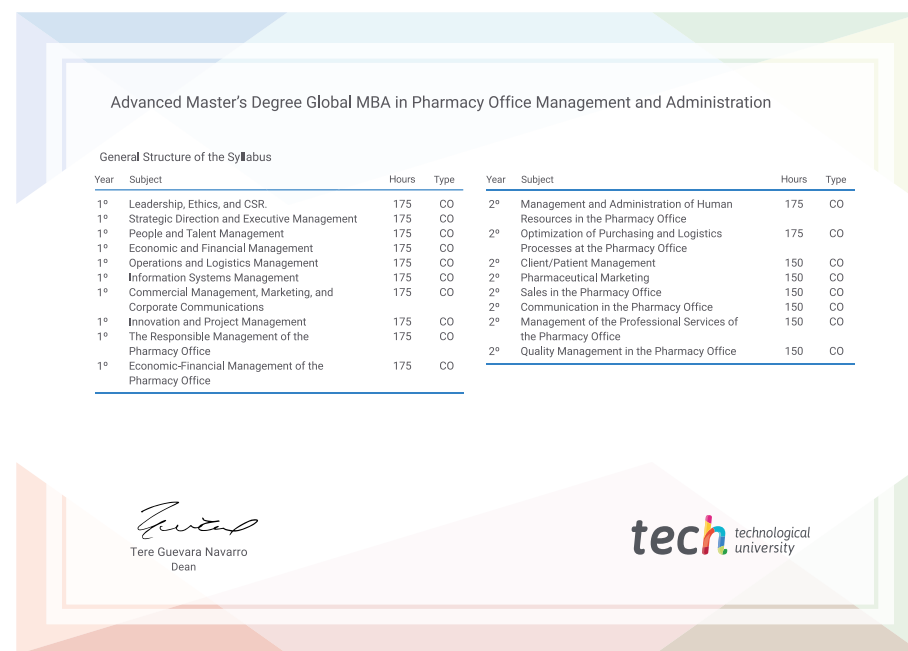 Advanced Master's Degree Global MBA in Pharmacy Office Management and Administration
General Structure of the Syllabus
Year Subject Hours Type
1º Leadership, Ethics, and CSR. 175 CO
1º Strategic Direction and Executive Management 175 CO
1º People and Talent Management 175 CO
1º Economic and Financial Management 175 CO
1º Operations and Logistics Management 175 CO
1º Information Systems Management 175 CO
1º Commercial Management, Marketing, and 175 CO
Corporate Communications
1º Innovation and Project Management 175 CO
1º The Responsible Management of the 175 CO
Pharmacy Office
1º Economic-Financial Management of the 175 CO
Pharmacy Office
Year Subject Hours Type
2º Management and Administration of Human 175 CO
Resources in the Pharmacy Office
2º Optimization of Purchasing and Logistics 175 CO
Processes at the Pharmacy Office
2º Client/Patient Management 150 CO
2º Pharmaceutical Marketing 150 CO
2º Sales in the Pharmacy Office 150 CO
2º Communication in the Pharmacy Office 150 CO
2º Management of the Professional Services of 150 CO
the Pharmacy Office
2º Quality Management in the Pharmacy Office 150 CO
Tere Guevara Navarro
Dean
tech technological
university